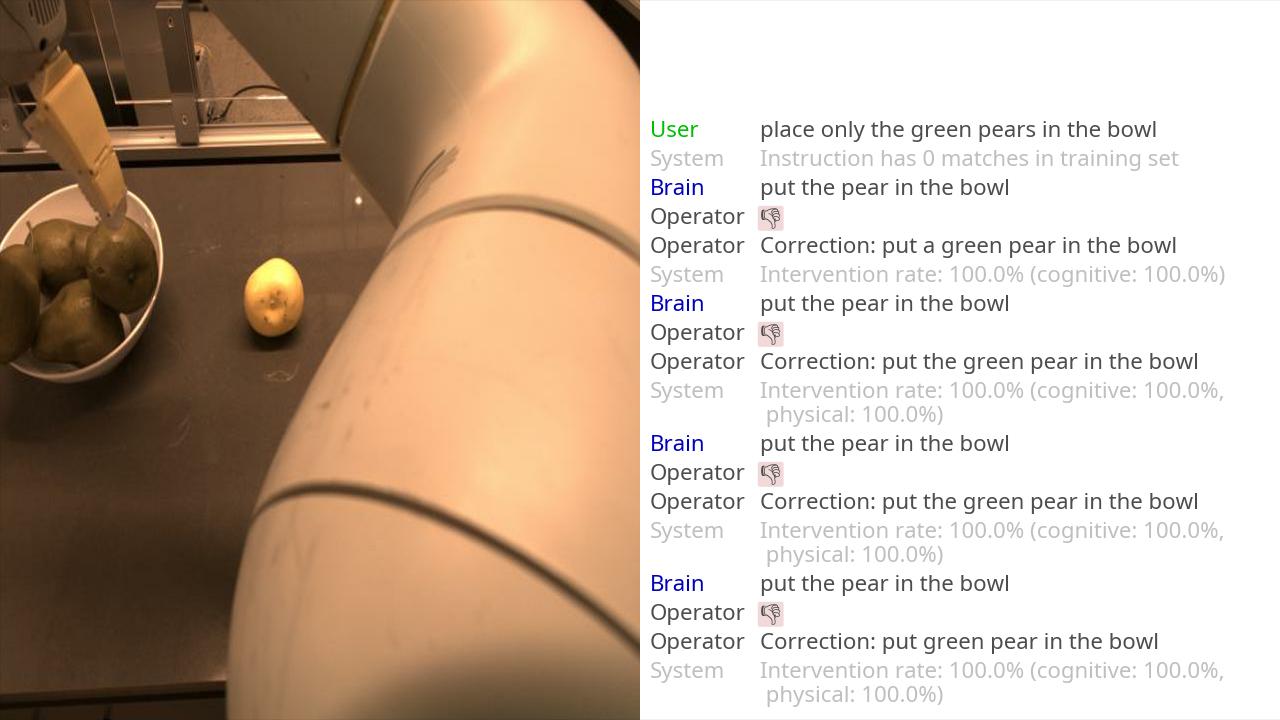 User place only the green pears in the bowl
System Instruction has 0 matches in training set
Brain put the pear in the bowl
Operator 👎
Operator Correction: put a green pear in the bowl
System Intervention rate: 100.0% (cognitive: 100.0%)
Brain put the pear in the bowl
Operator 👎
Operator Correction: put the green pear in the bowl
System Intervention rate: 100.0% (cognitive: 100.0%,
physical: 100.0%)
Brain put the pear in the bowl
Operator 👎
Operator Correction: put the green pear in the bowl
System Intervention rate: 100.0% (cognitive: 100.0%,
physical: 100.0%)
Brain put the pear in the bowl
Operator 👎
Operator Correction: put green pear in the bowl
System Intervention rate: 100.0% (cognitive: 100.0%,
physical: 100.0%)